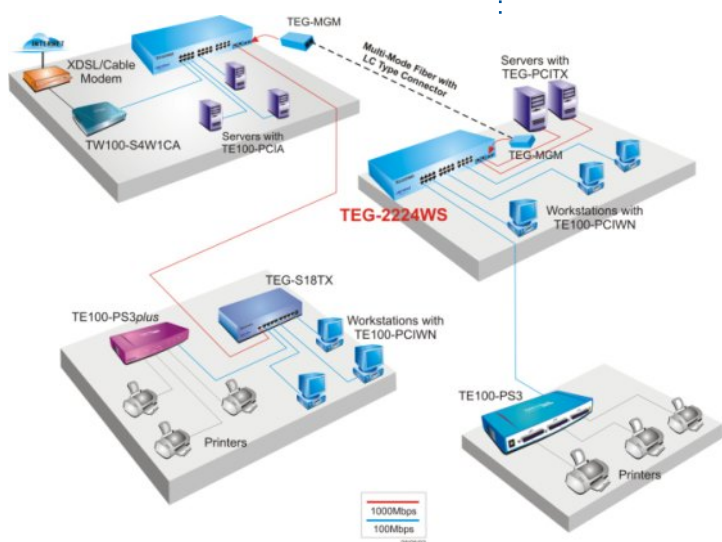 TEG-MGM
INTERNET
XDSL/Cable
Modem
Multi-Mode Fiber with
LC Type Connector
Servers with
TEG-PCITX
TW100-S4W1CA
Servers with
TE100-PCIA
TEG-MGM
TEG-2224WS
Workstations with
TE100-PCIWN
TEG-S18TX
TE100-PS3plus
Workstations with
TE100-PCIWN
Printers
TE100-PS3
Printers
1000Mbps
100Mbps